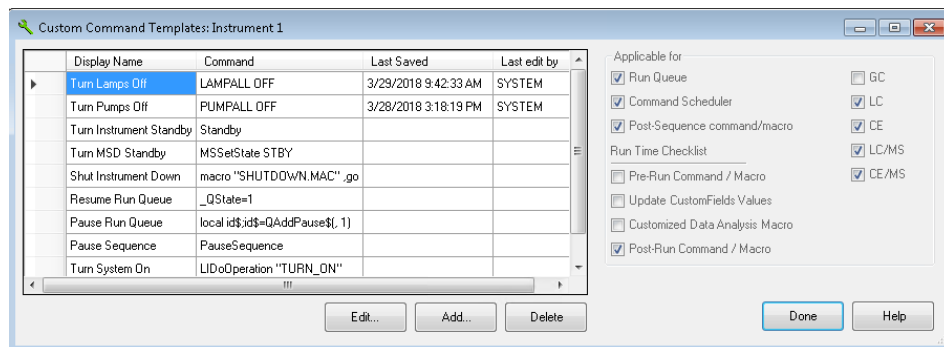 Custom Command Templates: Instrument 1
Display Name Command Last Saved Last edit by
Turn Lamps Off LAMPALL OFF 3/29/2018 9:42:33 AM SYSTEM
Turn Pumps Off PUMPALL OFF 3/28/2018 3:18:19 PM SYSTEM
Turn Instrument Standby Standby
Turn MSD Standby MSSetState STBY
Shut Instrument Down macro "SHUTDOWN.MAC" ,go
Resume Run Queue _QState=1
Pause Run Queue local id$;id$=QAddPause$(, 1)
Pause Sequence PauseSequence
Turn System On LIDoOperation "TURN_ON"
Edit... Add... Delete
Applicable for
Run Queue GC
Command Scheduler LC
Post-Sequence command/macro CE
Run Time Checklist LC/MS
Pre-Run Command / Macro CE/MS
Update CustomFields Values
Customized Data Analysis Macro
Post-Run Command / Macro
Done Help